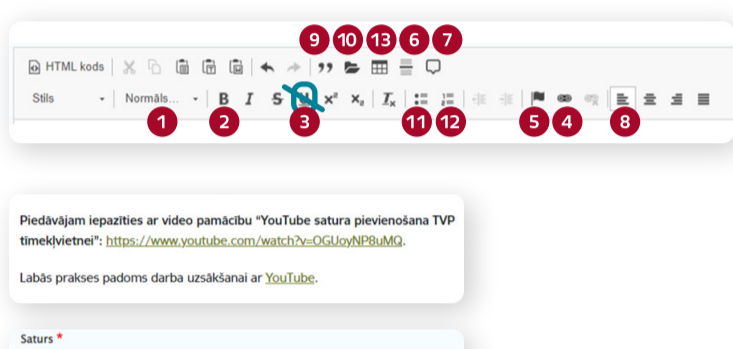 9 10 13 6 7
HTML kods
Stils Normāls... B I S U x² x₂ Iₓ
1 2 3 11 12 5 4 8
Piedāvājam iepazīties ar video pamācību “YouTube satura pievienošana TVP
tīmekļvietnei”: https://www.youtube.com/watch?v=OGUoyNP8uMQ.
Labās prakses padoms darba uzsākšanai ar YouTube.
Saturs *